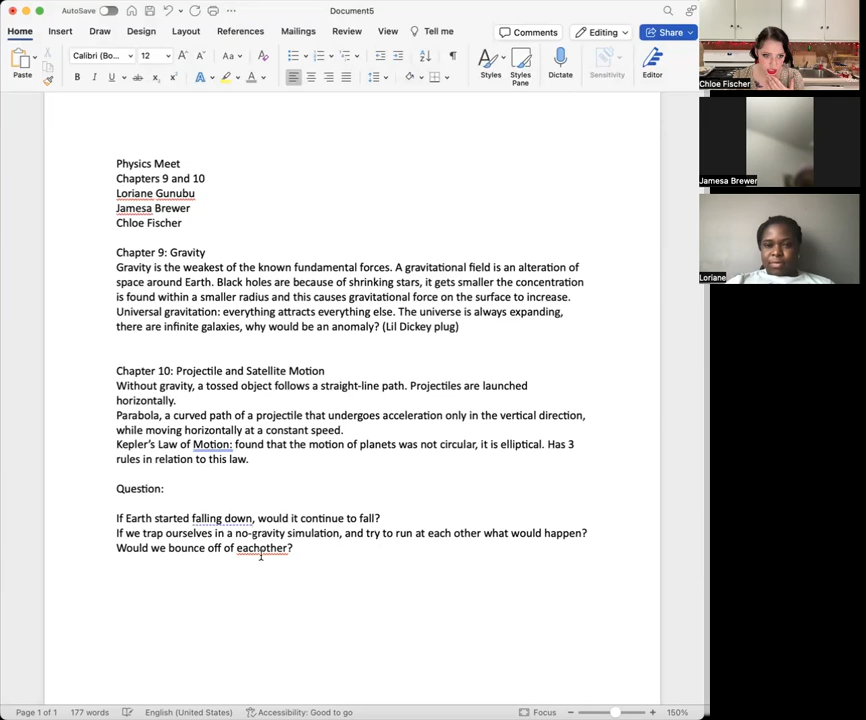 AutoSave
Document5
Home Insert Draw Design Layout References Mailings Review View Tell me
Comments Editing Share
Paste
Calibri (Bo... 12
Aa
Styles
Styles Pane
Dictate
Sensitivity
Editor
Physics Meet
Chapters 9 and 10
Loriane Gunubu
Jamesa Brewer
Chloe Fischer
Chapter 9: Gravity
Gravity is the weakest of the known fundamental forces. A gravitational field is an alteration of
space around Earth. Black holes are because of shrinking stars, it gets smaller the concentration
is found within a smaller radius and this causes gravitational force on the surface to increase.
Universal gravitation: everything attracts everything else. The universe is always expanding,
there are infinite galaxies, why would be an anomaly? (Lil Dickey plug)
Chapter 10: Projectile and Satellite Motion
Without gravity, a tossed object follows a straight-line path. Projectiles are launched
horizontally.
Parabola, a curved path of a projectile that undergoes acceleration only in the vertical direction,
while moving horizontally at a constant speed.
Kepler’s Law of Motion: found that the motion of planets was not circular, it is elliptical. Has 3
rules in relation to this law.
Question:
If Earth started falling down, would it continue to fall?
If we trap ourselves in a no-gravity simulation, and try to run at each other what would happen?
Would we bounce off of eachother?
Page 1 of 1 177 words English (United States) Accessibility: Good to go Focus 150%
Chloe Fischer
Jamesa Brewer
Loriane